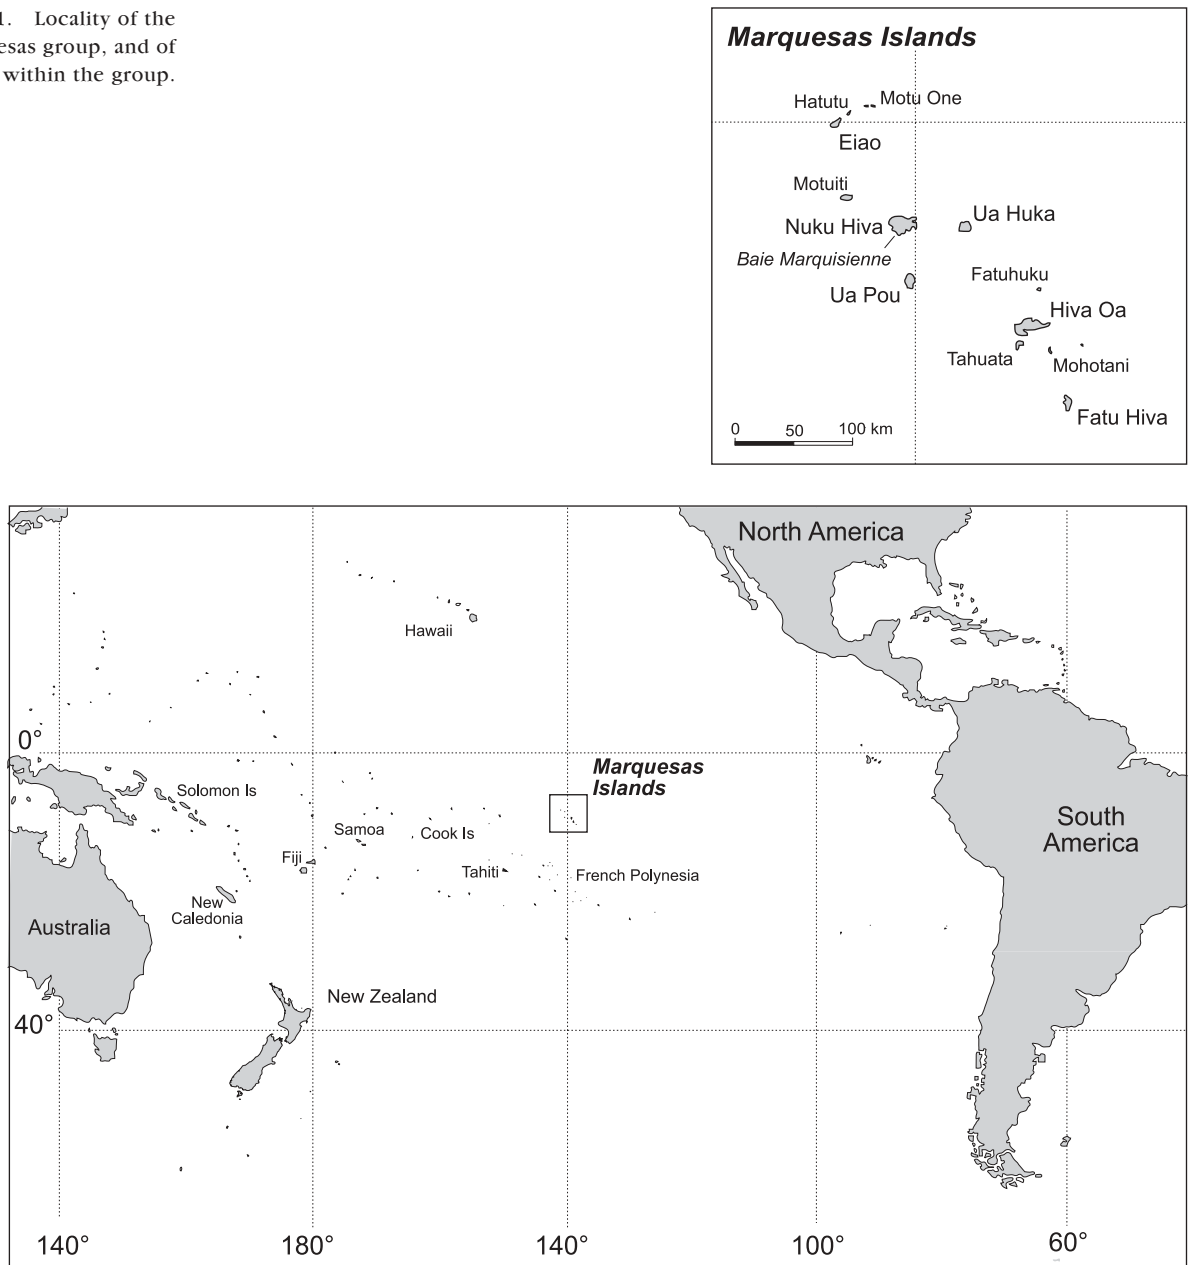 1. Locality of the
esas group, and of
within the group.
Marquesas Islands
Hatutu
Motu One
Eiao
Motuiti
Nuku Hiva
Ua Huka
Baie Marquisienne
Ua Pou
Fatuhuku
Hiva Oa
Tahuata
Mohotani
Fatu Hiva
0 50 100 km
North America
Hawaii
0°
Marquesas
Islands
Solomon Is
Samoa
Cook Is
South
America
Fiji
Tahiti
French Polynesia
New
Caledonia
Australia
New Zealand
40°
140° 180° 140° 100° 60°